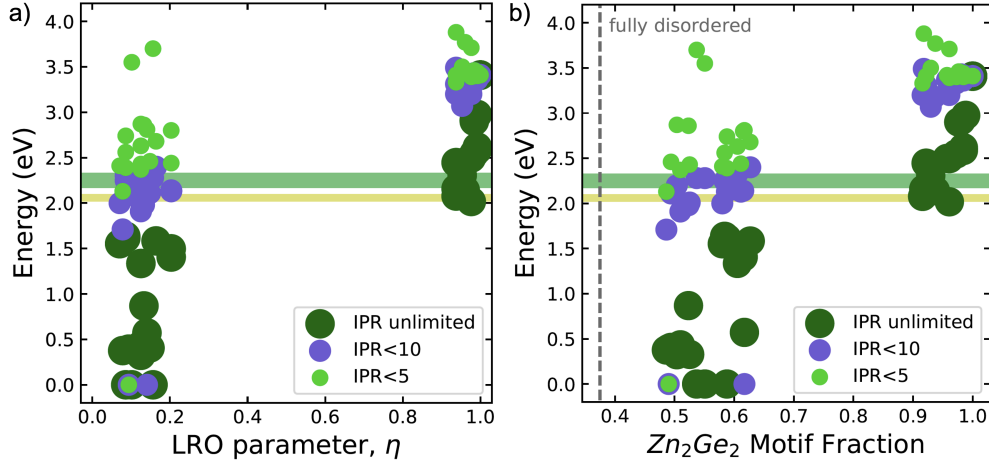 a)
4.0
3.5
3.0
2.5
2.0
1.5
1.0
0.5
0.0
Energy (eV)
IPR unlimited
IPR<10
IPR<5
0.0 0.2 0.4 0.6 0.8 1.0
LRO parameter, η
b)
fully disordered
4.0
3.5
3.0
2.5
2.0
1.5
1.0
0.5
0.0
Energy (eV)
IPR unlimited
IPR<10
IPR<5
0.4 0.5 0.6 0.7 0.8 0.9 1.0
Zn₂Ge₂ Motif Fraction